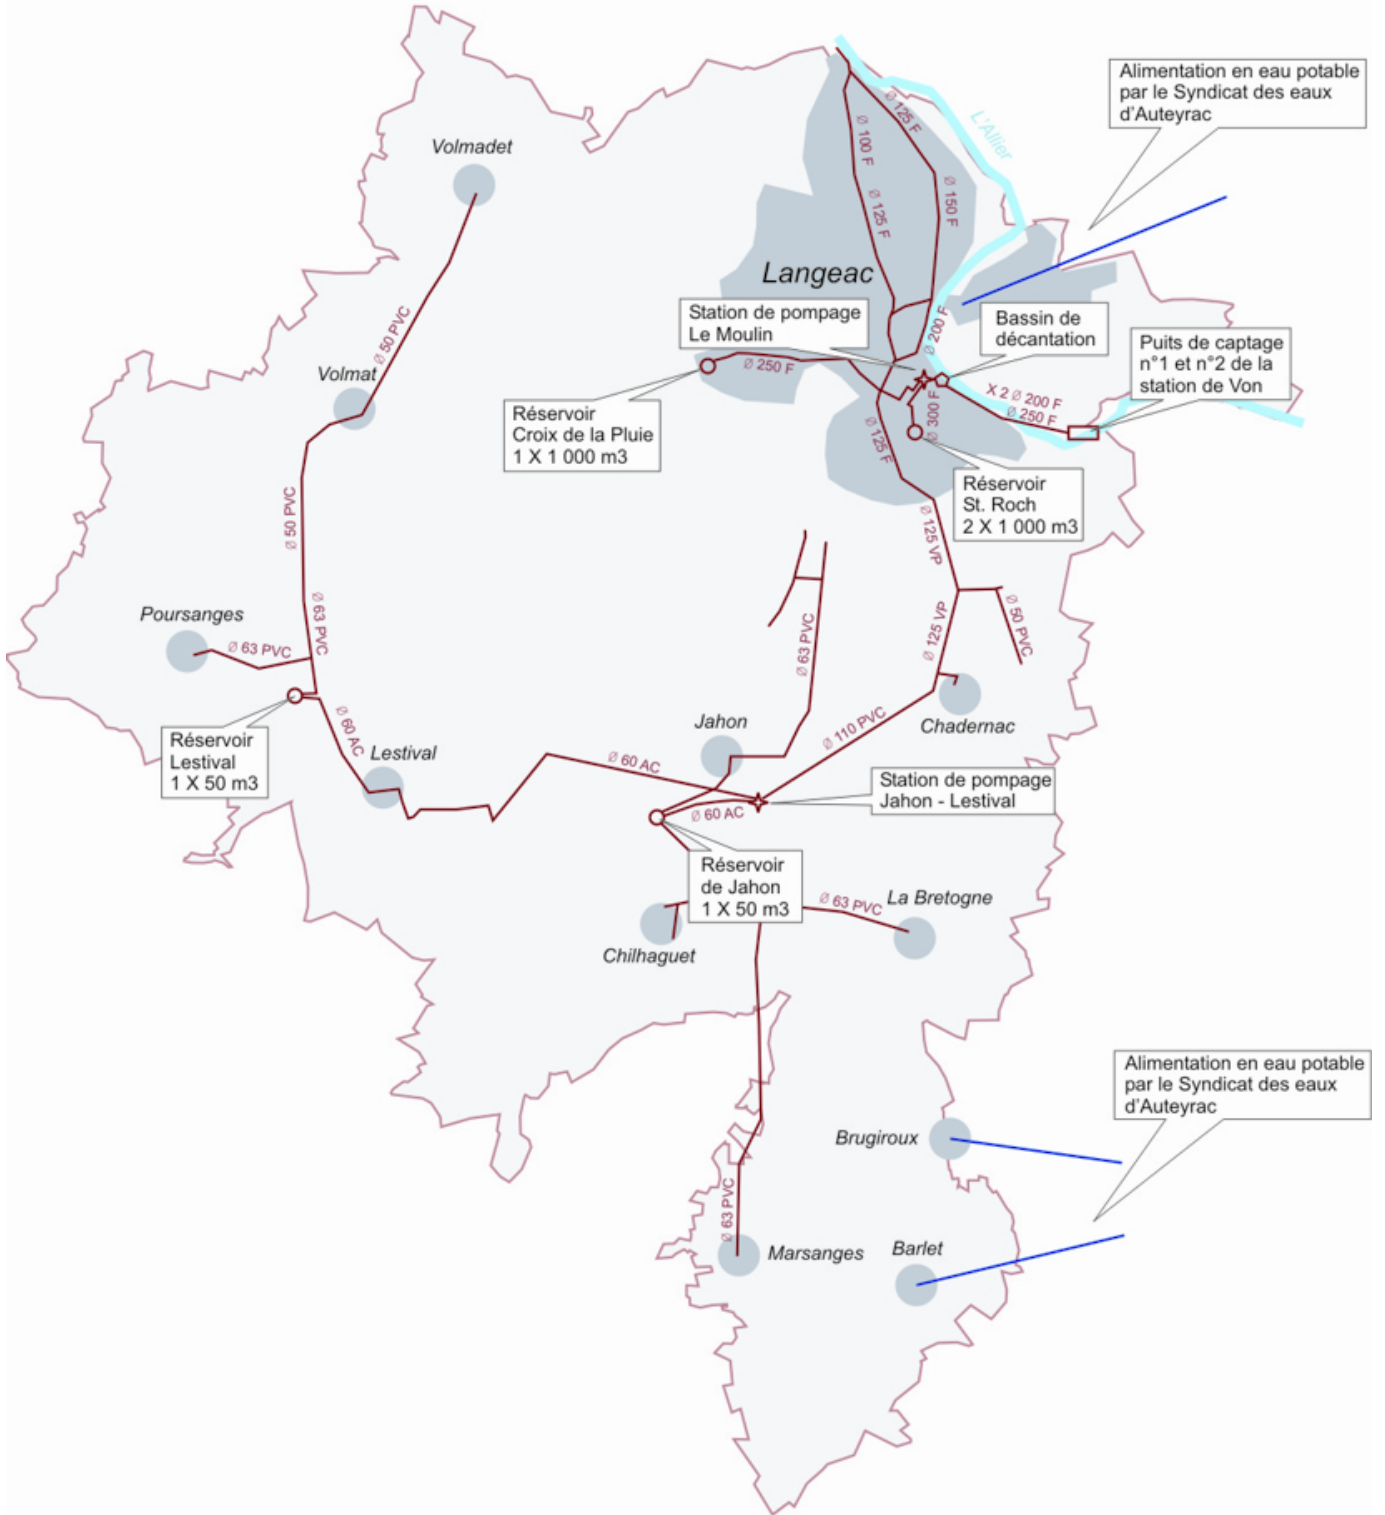 Alimentation en eau potable
par le Syndicat des eaux
d'Auteyrac
L'Allier
Ø 125 F
Ø 100 F
Ø 150 F
Ø 125 F
Volmadet
Langeac
Station de pompage
Le Moulin
Ø 200 F
Bassin de
décantation
Puits de captage
n°1 et n°2 de la
station de Von
Ø 50 PVC
Volmat
Ø 250 F
X 2 Ø 200 F
Ø 250 F
Réservoir
Croix de la Pluie
1 X 1 000 m3
Ø 300 F
Ø 125 F
Réservoir
St. Roch
2 X 1 000 m3
Ø 50 PVC
Ø 125 VP
Poursanges
Ø 63 PVC
Ø 63 PVC
Ø 63 PVC
Ø 125 VP
Ø 50 PVC
Réservoir
Lestival
1 X 50 m3
Ø 60 AC
Lestival
Jahon
Ø 110 PVC
Chadernac
Ø 60 AC
Station de pompage
Jahon - Lestival
Ø 60 AC
Réservoir
de Jahon
1 X 50 m3
Ø 63 PVC
La Bretogne
Chilhaguet
Alimentation en eau potable
par le Syndicat des eaux
d'Auteyrac
Brugiroux
Ø 63 PVC
Marsanges
Barlet